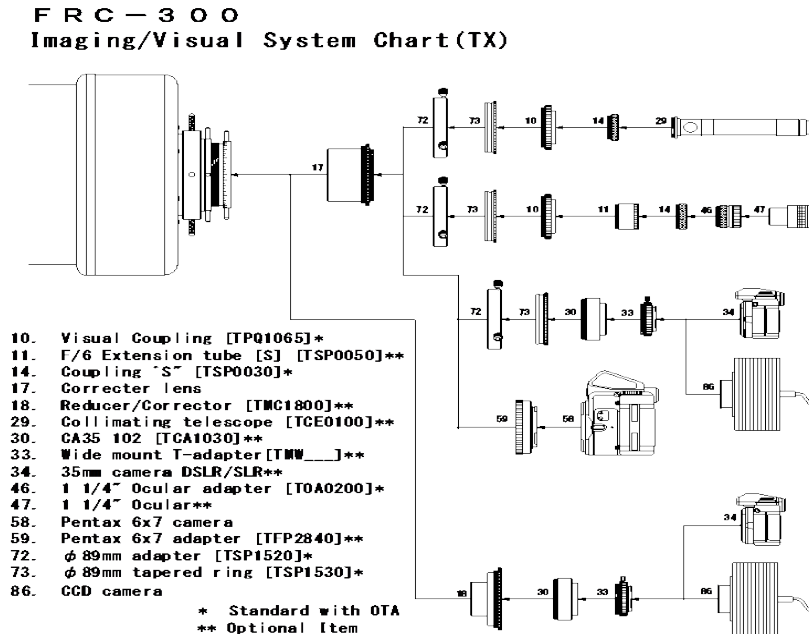 FRC-300
Imaging/Visual System Chart(TX)
72 73 10 14 29
17
72 73 10 11 14 46 47
72 73 30 33 34
86
59 58
34
18 30 33 86
10. Visual Coupling [TPQ1065]*
11. F/6 Extension tube [S] [TSP0050]**
14. Coupling "S" [TSP0030]*
17. Correcter lens
18. Reducer/Corrector [TMC1800]**
29. Collimating telescope [TCE0100]**
30. CA35 102 [TCA1030]**
33. Wide mount T-adapter[TMW___]**
34. 35mm camera DSLR/SLR**
46. 1 1/4" Ocular adapter [TOA0200]*
47. 1 1/4" Ocular**
58. Pentax 6x7 camera
59. Pentax 6x7 adapter [TFP2840]**
72. φ89mm adapter [TSP1520]*
73. φ89mm tapered ring [TSP1530]*
86. CCD camera
* Standard with OTA
** Optional Item